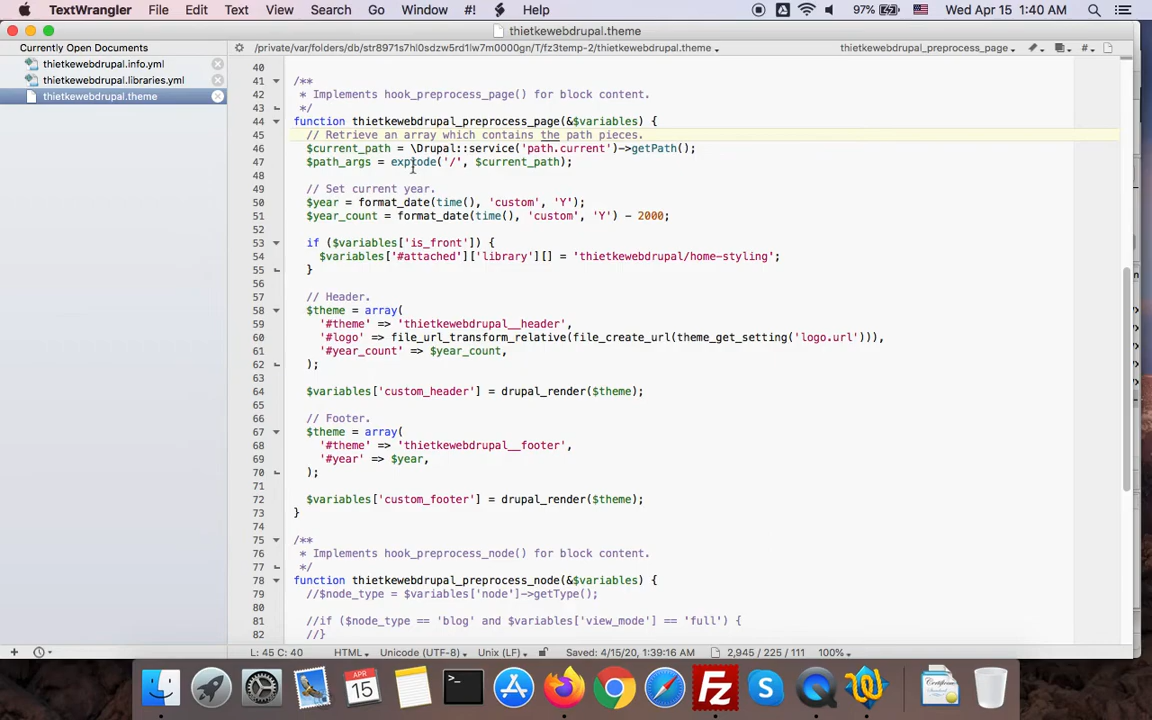 TextWrangler File Edit Text View Search Go Window #! Help 97% Wed Apr 15 1:40 AM
thietkewebdrupal.theme
Currently Open Documents
/private/var/folders/db/str8971s7hl0sdzw5rd1lw7m0000gn/T/fz3temp-2/thietkewebdrupal.theme
thietkewebdrupal_preprocess_page
thietkewebdrupal.info.yml
thietkewebdrupal.libraries.yml
thietkewebdrupal.theme
40
41 /**
42 * Implements hook_preprocess_page() for block content.
43 */
44 function thietkewebdrupal_preprocess_page(&$variables) {
45 // Retrieve an array which contains the path pieces.
46 $current_path = \Drupal::service('path.current')->getPath();
47 $path_args = explode('/', $current_path);
48
49 // Set current year.
50 $year = format_date(time(), 'custom', 'Y');
51 $year_count = format_date(time(), 'custom', 'Y') - 2000;
52
53 if ($variables['is_front']) {
54 $variables['#attached']['library'][] = 'thietkewebdrupal/home-styling';
55 }
56
57 // Header.
58 $theme = array(
59 '#theme' => 'thietkewebdrupal__header',
60 '#logo' => file_url_transform_relative(file_create_url(theme_get_setting('logo.url'))),
61 '#year_count' => $year_count,
62 );
63
64 $variables['custom_header'] = drupal_render($theme);
65
66 // Footer.
67 $theme = array(
68 '#theme' => 'thietkewebdrupal__footer',
69 '#year' => $year,
70 );
71
72 $variables['custom_footer'] = drupal_render($theme);
73 }
74
75 /**
76 * Implements hook_preprocess_node() for block content.
77 */
78 function thietkewebdrupal_preprocess_node(&$variables) {
79 //$node_type = $variables['node']->getType();
80
81 //if ($node_type == 'blog' and $variables['view_mode'] == 'full') {
82 //}
L: 45 C: 40 HTML Unicode (UTF-8) Unix (LF) Saved: 4/15/20, 1:39:16 AM 2,945 / 225 / 111 100%
APR
15